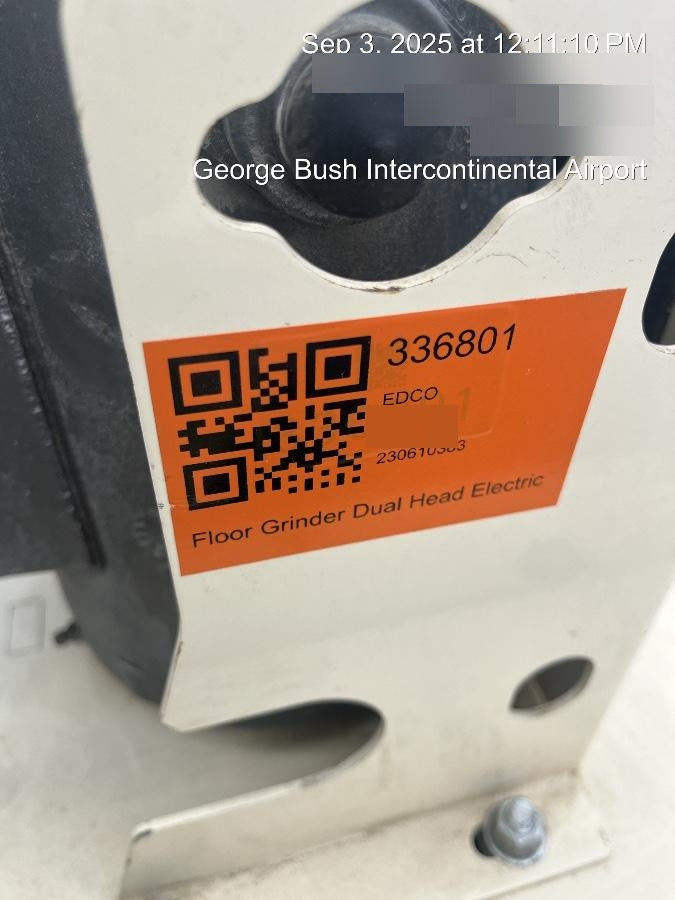 Sep 3, 2025 at 12:11:10 PM
George Bush Intercontinental Airport
336801
EDCO
230610383
Floor Grinder Dual Head Electric